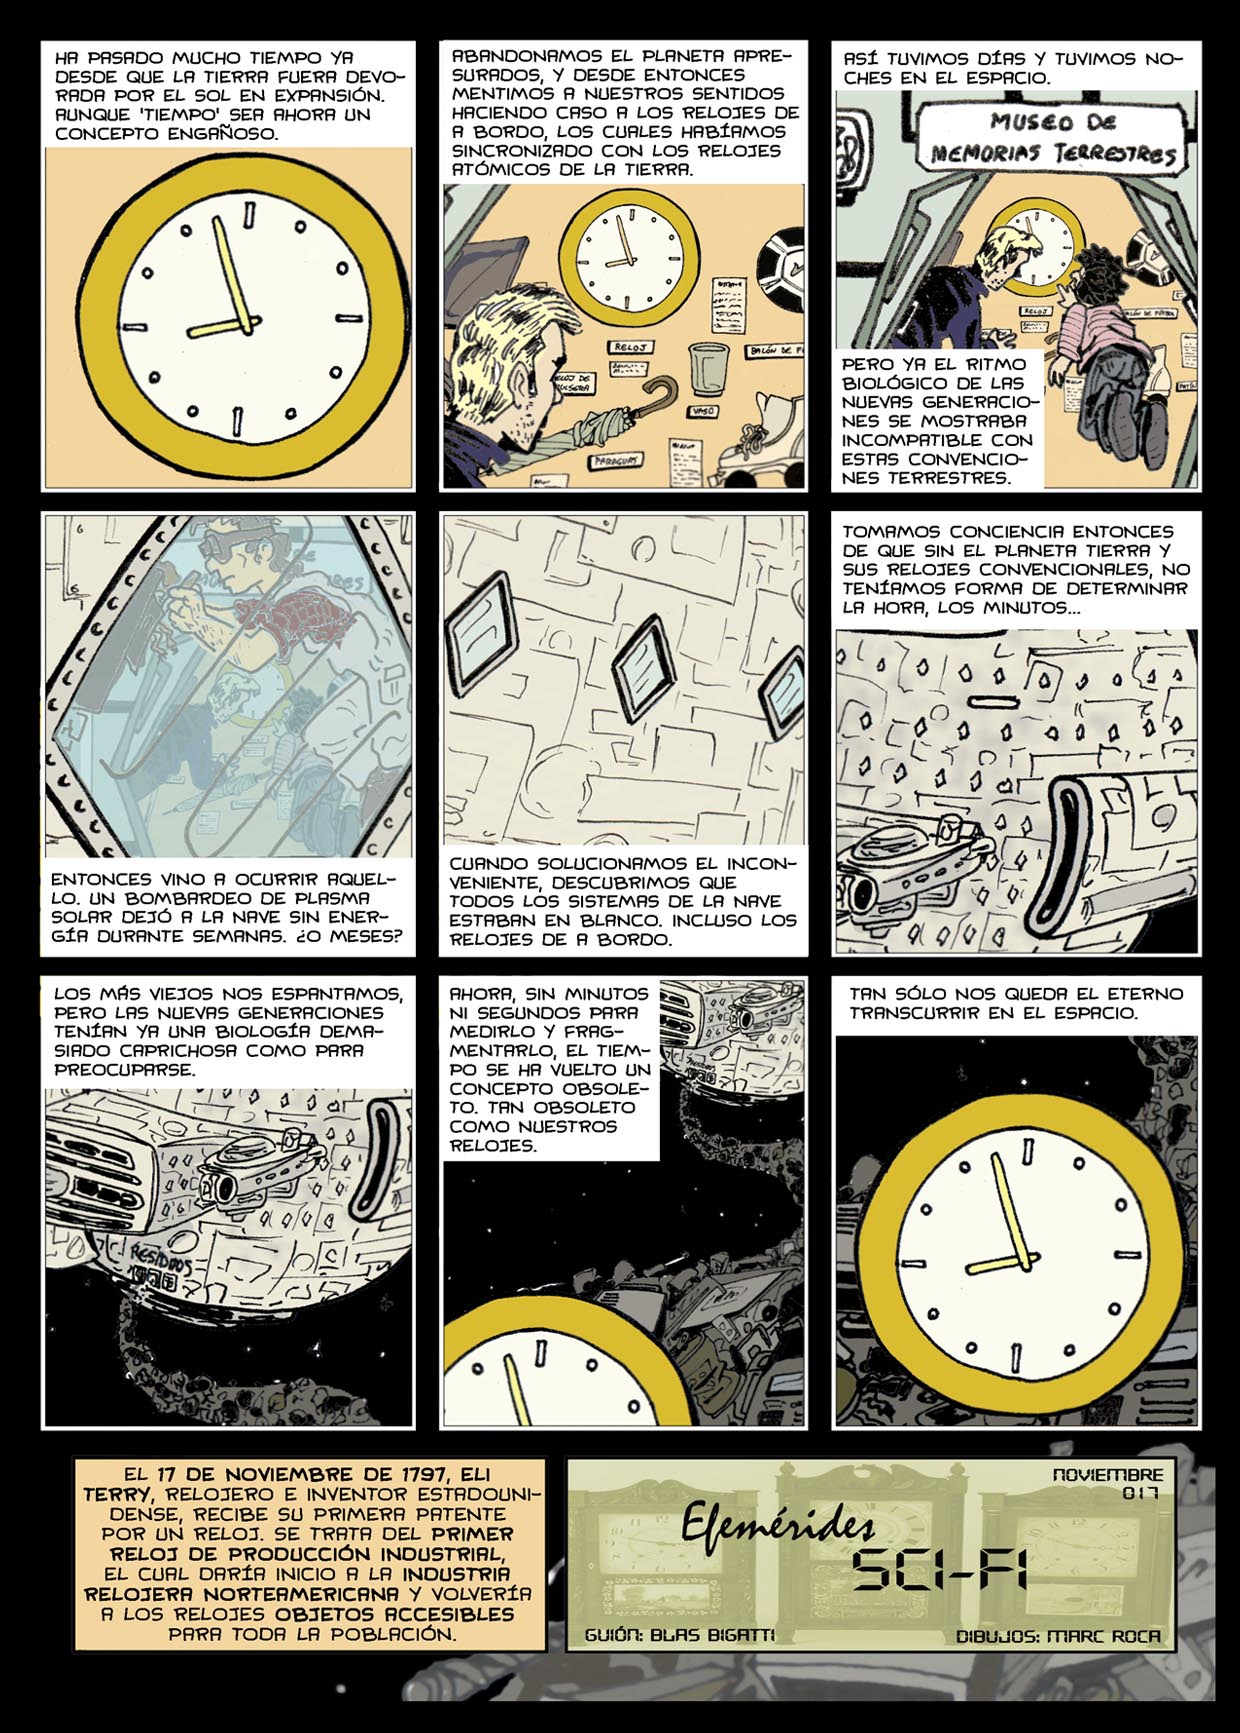 HA PASADO MUCHO TIEMPO YA
DESDE QUE LA TIERRA FUERA DEVO-
RADA POR EL SOL EN EXPANSIÓN.
AUNQUE 'TIEMPO' SEA AHORA UN
CONCEPTO ENGAÑOSO.
ABANDONAMOS EL PLANETA APRE-
SURADOS, Y DESDE ENTONCES
MENTIMOS A NUESTROS SENTIDOS
HACIENDO CASO A LOS RELOJES DE
A BORDO, LOS CUALES HABÍAMOS
SINCRONIZADO CON LOS RELOJES
ATÓMICOS DE LA TIERRA.
RELOJ
BALÓN DE FÚ
RELOJ DE
PULSERA
VASO
PARAGUAS
ASÍ TUVIMOS DÍAS Y TUVIMOS NO-
CHES EN EL ESPACIO.
MUSEO DE
MEMORIAS TERRESTRES
RELOJ
BALÓN DE FÚTBOL
PERO YA EL RITMO
BIOLÓGICO DE LAS
NUEVAS GENERACIO-
NES SE MOSTRABA
INCOMPATIBLE CON
ESTAS CONVENCIO-
NES TERRESTRES.
ENTONCES VINO A OCURRIR AQUEL-
LO. UN BOMBARDEO DE PLASMA
SOLAR DEJÓ A LA NAVE SIN ENER-
GÍA DURANTE SEMANAS. ¿O MESES?
CUANDO SOLUCIONAMOS EL INCON-
VENIENTE, DESCUBRIMOS QUE
TODOS LOS SISTEMAS DE LA NAVE
ESTABAN EN BLANCO. INCLUSO LOS
RELOJES DE A BORDO.
TOMAMOS CONCIENCIA ENTONCES
DE QUE SIN EL PLANETA TIERRA Y
SUS RELOJES CONVENCIONALES, NO
TENÍAMOS FORMA DE DETERMINAR
LA HORA, LOS MINUTOS...
LOS MÁS VIEJOS NOS ESPANTAMOS,
PERO LAS NUEVAS GENERACIONES
TENÍAN YA UNA BIOLOGÍA DEMA-
SIADO CAPRICHOSA COMO PARA
PREOCUPARSE.
RESIDUOS
AHORA, SIN MINUTOS
NI SEGUNDOS PARA
MEDIRLO Y FRAG-
MENTARLO, EL TIEM-
PO SE HA VUELTO UN
CONCEPTO OBSOLE-
TO. TAN OBSOLETO
COMO NUESTROS
RELOJES.
RESIDUOS
TAN SÓLO NOS QUEDA EL ETERNO
TRANSCURRIR EN EL ESPACIO.
EL 17 DE NOVIEMBRE DE 1797, ELI
TERRY, RELOJERO E INVENTOR ESTADOUNI-
DENSE, RECIBE SU PRIMERA PATENTE
POR UN RELOJ. SE TRATA DEL PRIMER
RELOJ DE PRODUCCIÓN INDUSTRIAL,
EL CUAL DARÍA INICIO A LA INDUSTRIA
RELOJERA NORTEAMERICANA Y VOLVERÍA
A LOS RELOJES OBJETOS ACCESIBLES
PARA TODA LA POBLACIÓN.
NOVIEMBRE
017
Efemérides
SCI-FI
GUIÓN: BLAS BIGATTI
DIBUJOS: MARC ROCA